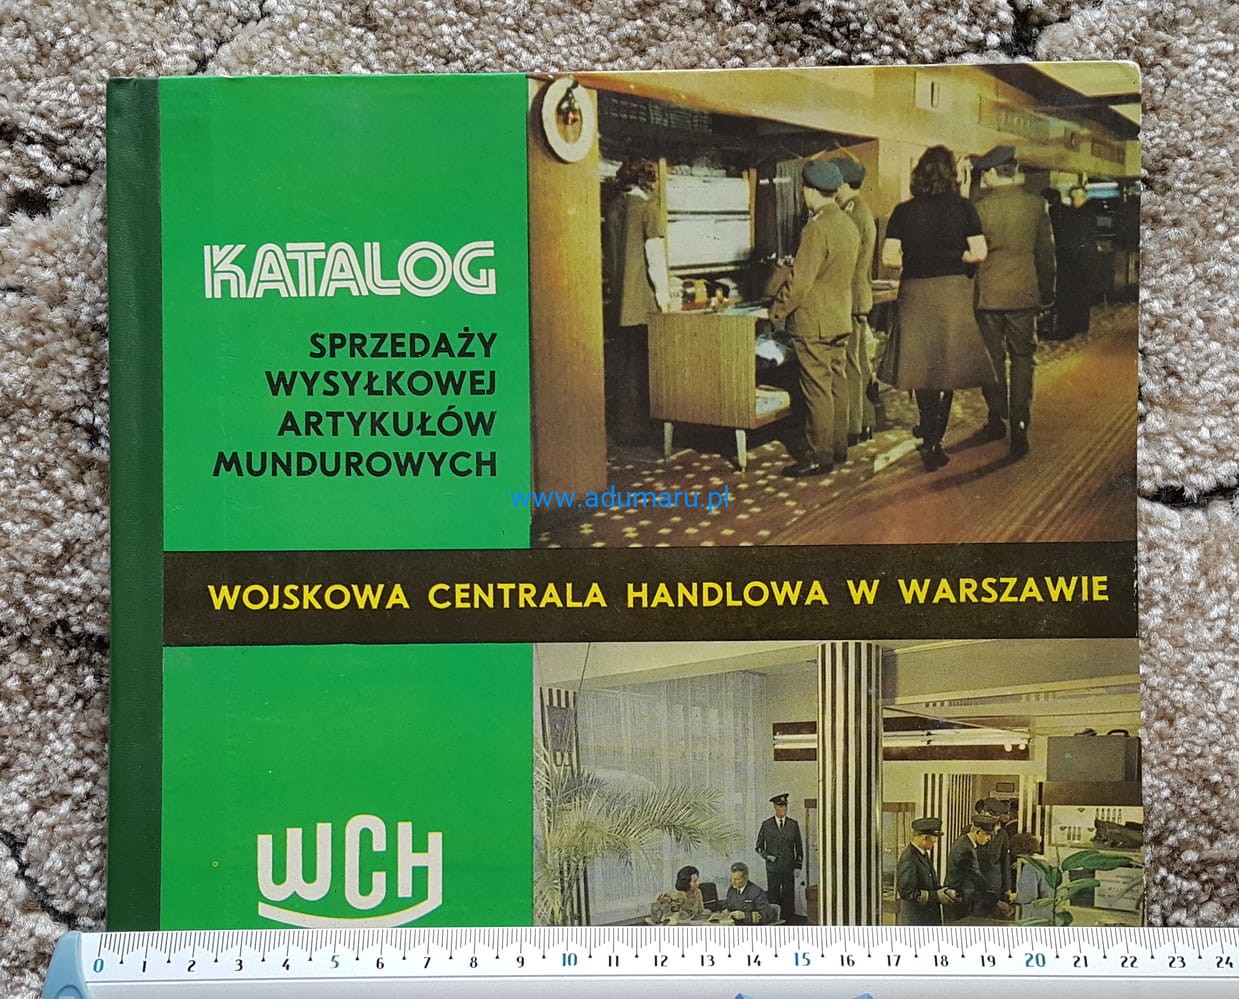 KATALOG
SPRZEDAŻY
WYSYŁKOWEJ
ARTYKUŁÓW
MUNDUROWYCH
www.adumaru.pl
WOJSKOWA CENTRALA HANDLOWA W WARSZAWIE
WCH
0 1 2 3 4 5 6 7 8 9 10 11 12 13 14 15 16 17 18 19 20 21 22 23 24